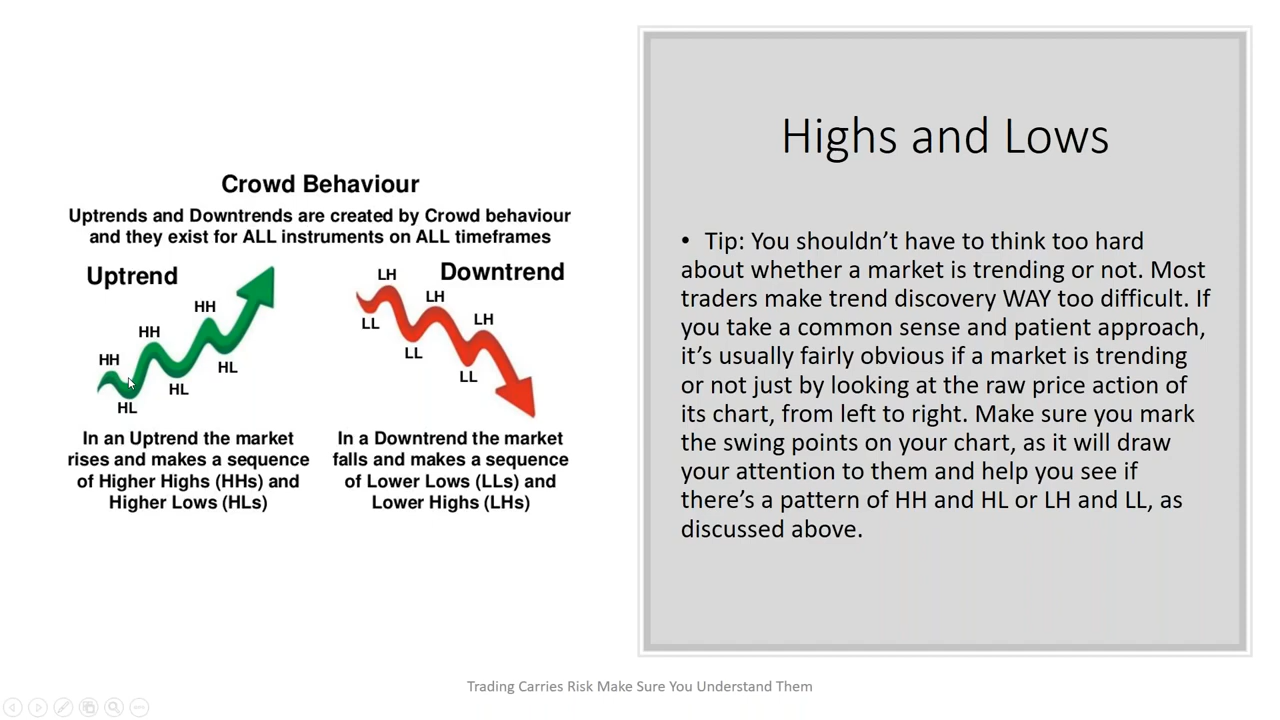 Crowd Behaviour
Uptrends and Downtrends are created by Crowd behaviour
and they exist for ALL instruments on ALL timeframes
Uptrend
HH
HH
HH
HL
HL
HL
In an Uptrend the market
rises and makes a sequence
of Higher Highs (HHs) and
Higher Lows (HLs)
Downtrend
LH
LH
LH
LL
LL
LL
In a Downtrend the market
falls and makes a sequence
of Lower Lows (LLs) and
Lower Highs (LHs)
Highs and Lows
• Tip: You shouldn’t have to think too hard
about whether a market is trending or not. Most
traders make trend discovery WAY too difficult. If
you take a common sense and patient approach,
it’s usually fairly obvious if a market is trending
or not just by looking at the raw price action of
its chart, from left to right. Make sure you mark
the swing points on your chart, as it will draw
your attention to them and help you see if
there’s a pattern of HH and HL or LH and LL, as
discussed above.
Trading Carries Risk Make Sure You Understand Them